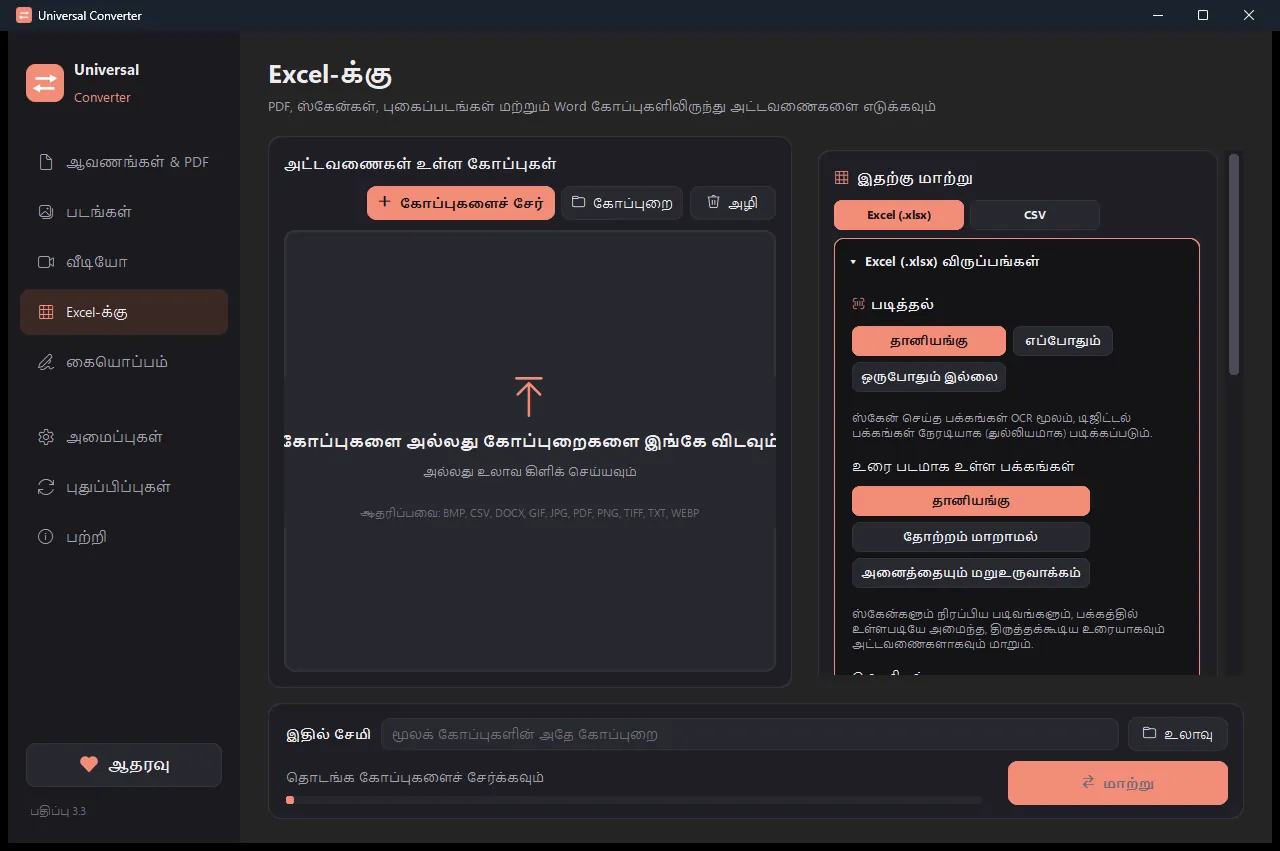 Universal Converter
Universal
Converter
ஆவணங்கள் & PDF
படங்கள்
வீடியோ
Excel-க்கு
கையொப்பம்
அமைப்புகள்
புதுப்பிப்புகள்
பற்றி
ஆதரவு
பதிப்பு 3.3
Excel-க்கு
PDF, ஸ்கேன்கள், புகைப்படங்கள் மற்றும் Word கோப்புகளிலிருந்து அட்டவணைகளை எடுக்கவும்
அட்டவணைகள் உள்ள கோப்புகள்
+ கோப்புகளைச் சேர்
கோப்புறை
அழி
கோப்புகளை அல்லது கோப்புறைகளை இங்கே விடவும்
அல்லது உலாவ கிளிக் செய்யவும்
ஆதரிப்பவை: BMP, CSV, DOCX, GIF, JPG, PDF, PNG, TIFF, TXT, WEBP
இதற்கு மாற்று
Excel (.xlsx)
CSV
Excel (.xlsx) விருப்பங்கள்
படித்தல்
தானியங்கு
எப்போதும்
ஒருபோதும் இல்லை
ஸ்கேன் செய்த பக்கங்கள் OCR மூலம், டிஜிட்டல்
பக்கங்கள் நேரடியாக (துல்லியமாக) படிக்கப்படும்.
உரை படமாக உள்ள பக்கங்கள்
தானியங்கு
தோற்றம் மாறாமல்
அனைத்தையும் மறுஉருவாக்கம்
ஸ்கேன்களும் நிரப்பிய படிவங்களும், பக்கத்தில்
உள்ளபடியே அமைந்த, திருத்தக்கூடிய உரையாகவும்
அட்டவணைகளாகவும் மாறும்.
இதில் சேமி
மூலக் கோப்புகளின் அதே கோப்புறை
உலாவு
தொடங்க கோப்புகளைச் சேர்க்கவும்
மாற்று